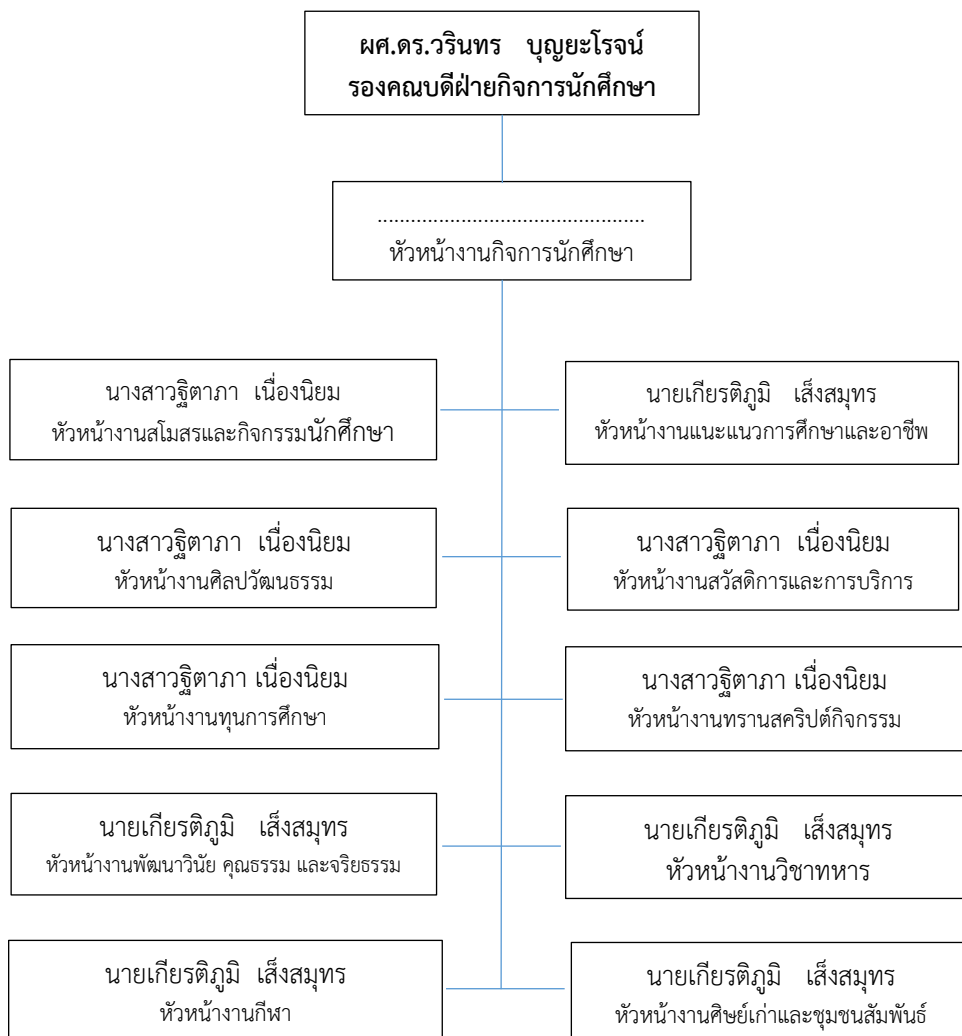 ผศ.ดร.วรินทร บุญยะโรจน์
รองคณบดีฝ่ายกิจการนักศึกษา
................................................
หัวหน้างานกิจการนักศึกษา
นางสาวฐิตาภา เนื่องนิยม
หัวหน้างานสโมสรและกิจกรรมนักศึกษา
นายเกียรติภูมิ เส็งสมุทร
หัวหน้างานแนะแนวการศึกษาและอาชีพ
นางสาวฐิตาภา เนื่องนิยม
หัวหน้างานศิลปวัฒนธรรม
นางสาวฐิตาภา เนื่องนิยม
หัวหน้างานสวัสดิการและการบริการ
นางสาวฐิตาภา เนื่องนิยม
หัวหน้างานทุนการศึกษา
นางสาวฐิตาภา เนื่องนิยม
หัวหน้างานทรานสคริปต์กิจกรรม
นายเกียรติภูมิ เส็งสมุทร
หัวหน้างานพัฒนาวินัย คุณธรรม และจริยธรรม
นายเกียรติภูมิ เส็งสมุทร
หัวหน้างานวิชาทหาร
นายเกียรติภูมิ เส็งสมุทร
หัวหน้างานกีฬา
นายเกียรติภูมิ เส็งสมุทร
หัวหน้างานศิษย์เก่าและชุมชนสัมพันธ์